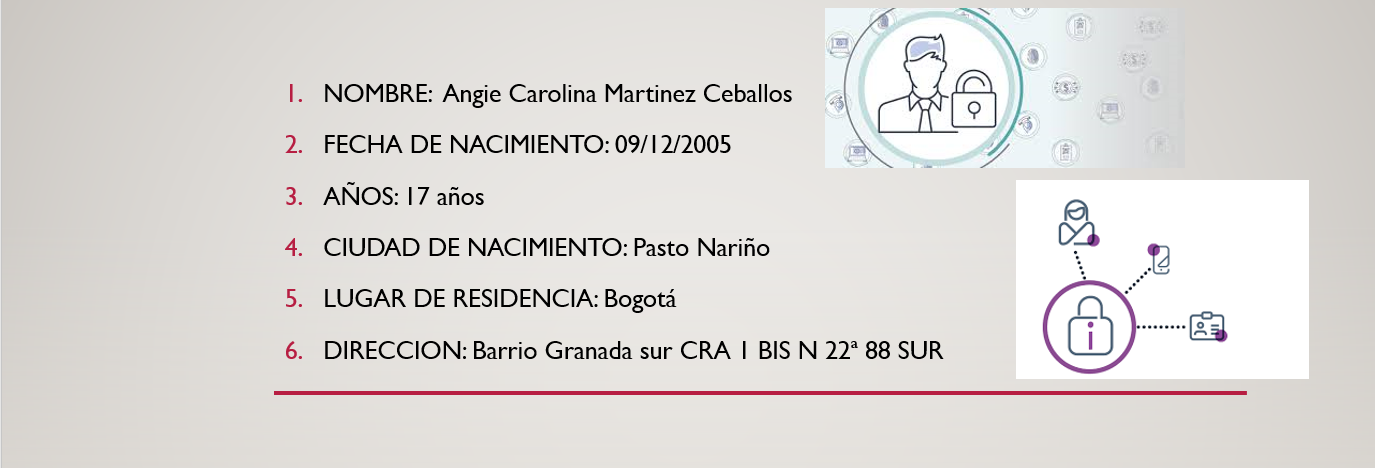 1. NOMBRE: Angie Carolina Martinez Ceballos
2. FECHA DE NACIMIENTO: 09/12/2005
3. AÑOS: 17 años
4. CIUDAD DE NACIMIENTO: Pasto Nariño
5. LUGAR DE RESIDENCIA: Bogotá
6. DIRECCION: Barrio Granada sur CRA 1 BIS N 22ª 88 SUR